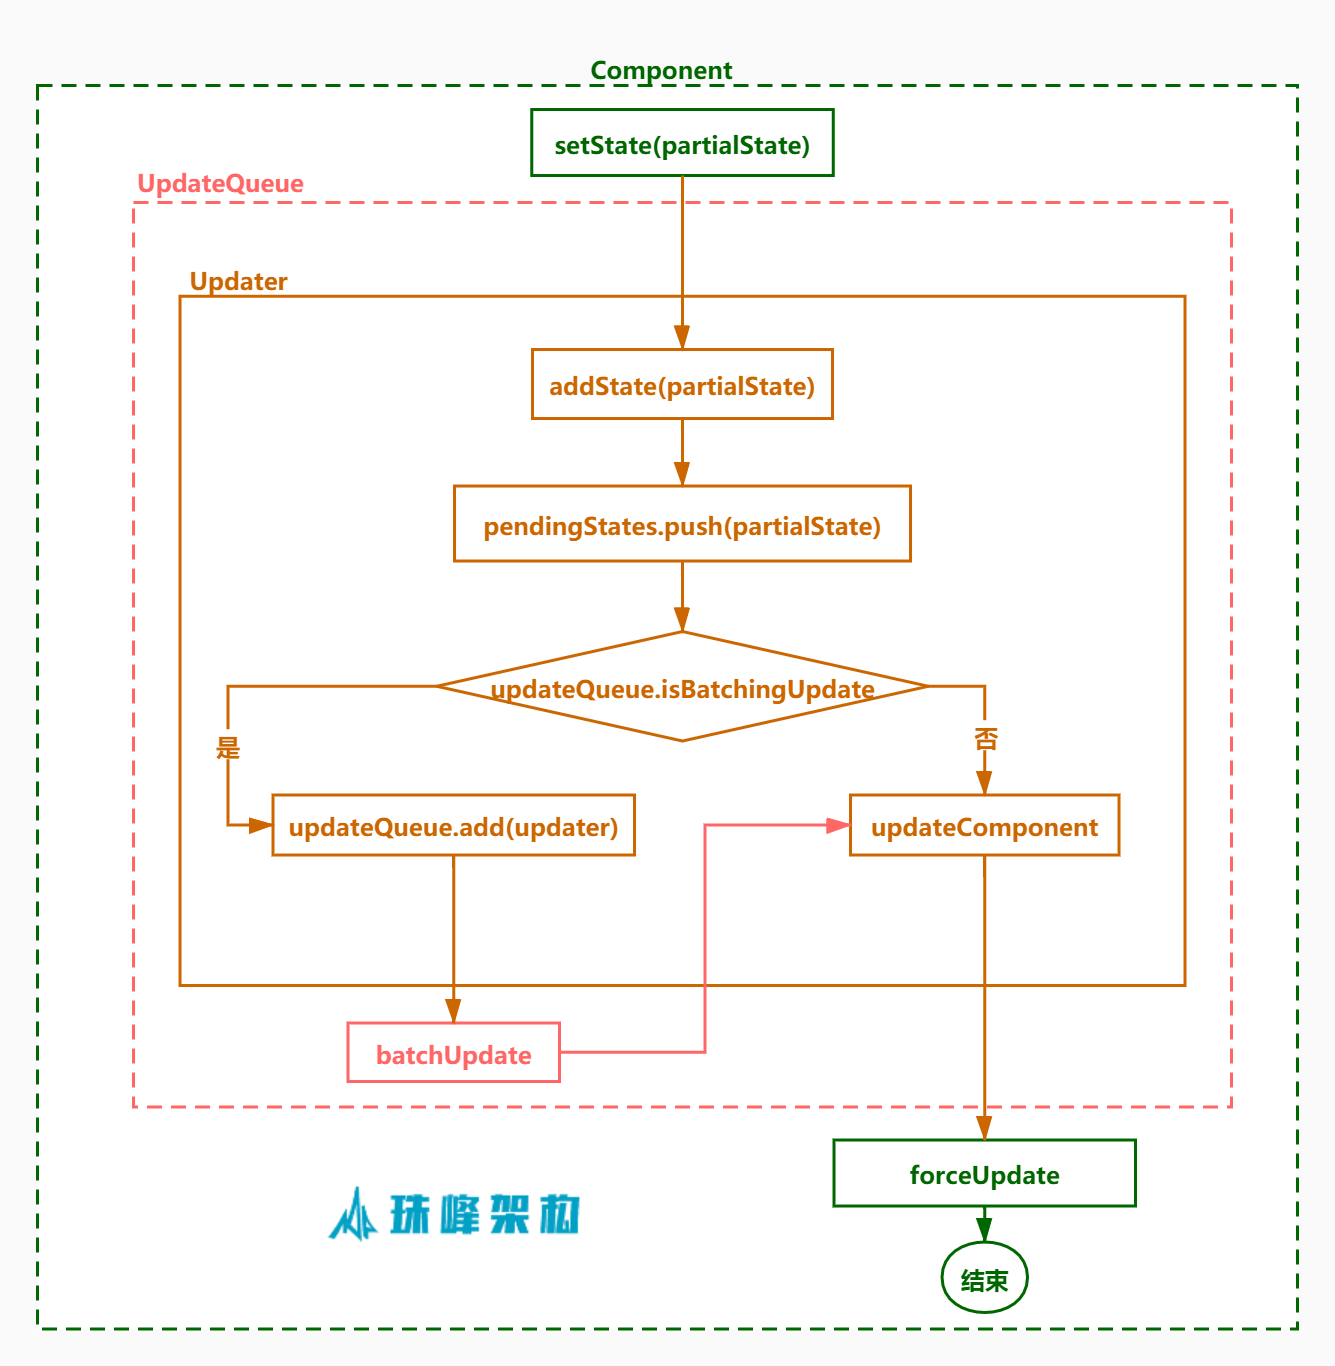 Component
setState(partialState)
UpdateQueue
Updater
addState(partialState)
pendingStates.push(partialState)
updateQueue.isBatchingUpdate
是
否
updateQueue.add(updater)
updateComponent
batchUpdate
forceUpdate
珠峰架构
结束